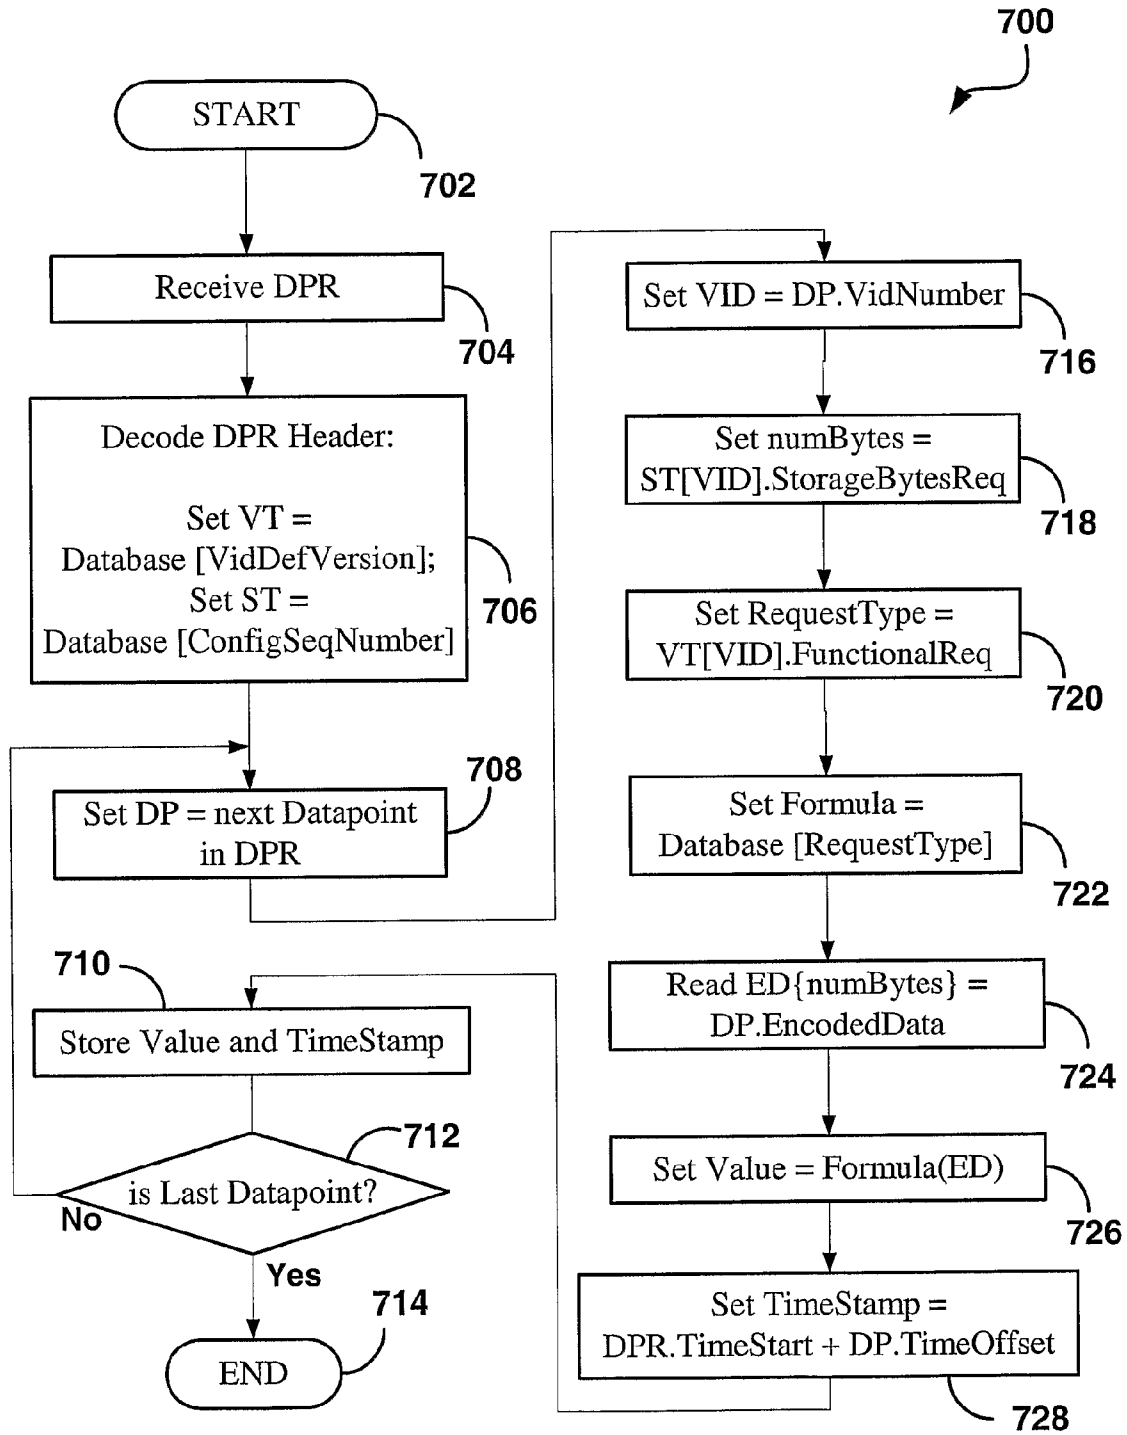 700
START
702
Receive DPR
704
Decode DPR Header:
Set VT =
Database [VidDefVersion];
Set ST =
Database [ConfigSeqNumber]
706
Set DP = next Datapoint
in DPR
708
710
Store Value and TimeStamp
712
is Last Datapoint?
No
Yes
714
END
Set VID = DP.VidNumber
716
Set numBytes =
ST[VID].StorageBytesReq
718
Set RequestType =
VT[VID].FunctionalReq
720
Set Formula =
Database [RequestType]
722
Read ED{numBytes} =
DP.EncodedData
724
Set Value = Formula(ED)
726
Set TimeStamp =
DPR.TimeStart + DP.TimeOffset
728